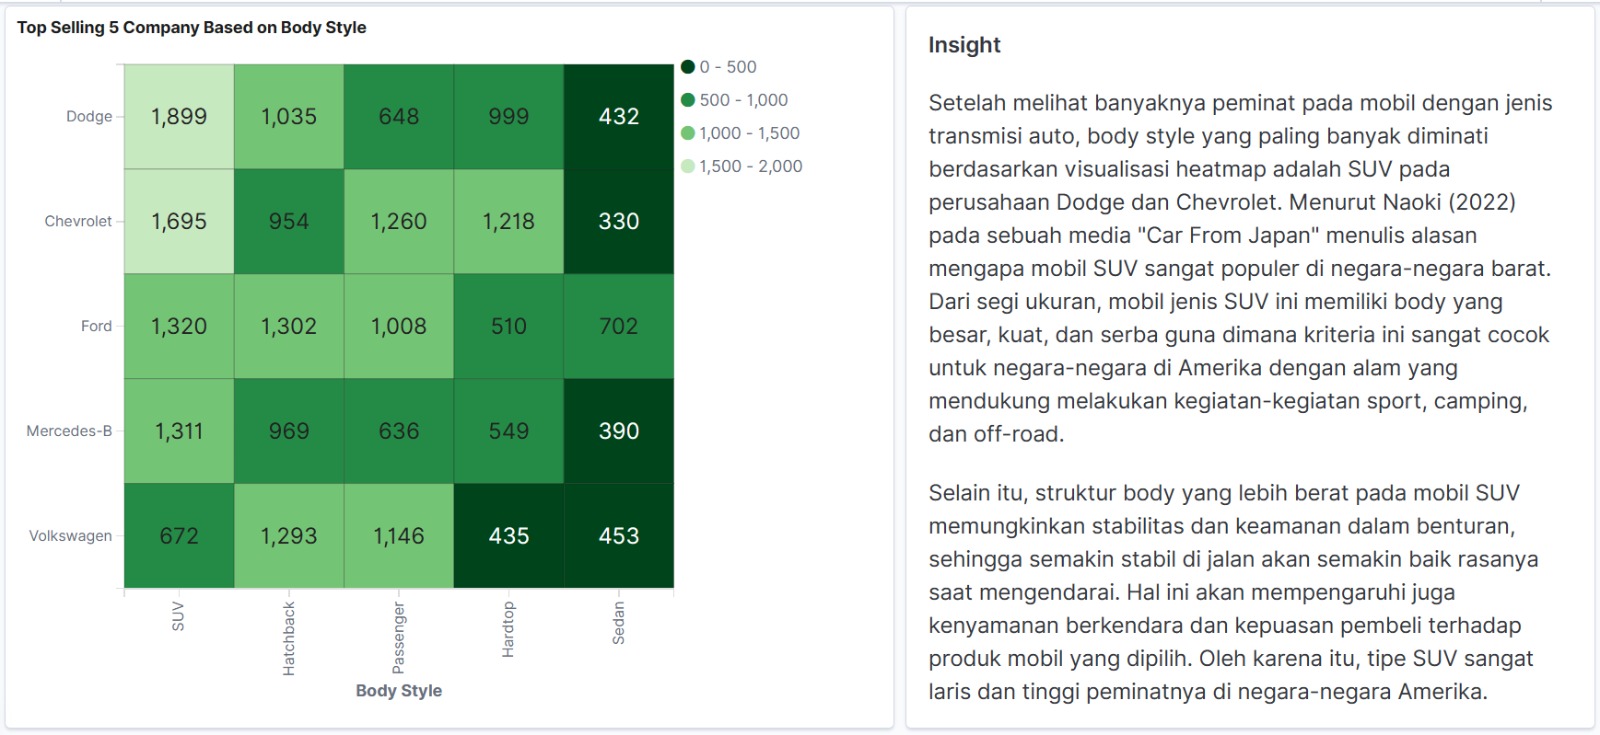 Top Selling 5 Company Based on Body Style
0 - 500
500 - 1,000
1,000 - 1,500
1,500 - 2,000
Dodge 1,899 1,035 648 999 432
Chevrolet 1,695 954 1,260 1,218 330
Ford 1,320 1,302 1,008 510 702
Mercedes-B 1,311 969 636 549 390
Volkswagen 672 1,293 1,146 435 453
SUV Hatchback Passenger Hardtop Sedan
Body Style
Insight
Setelah melihat banyaknya peminat pada mobil dengan jenis
transmisi auto, body style yang paling banyak diminati
berdasarkan visualisasi heatmap adalah SUV pada
perusahaan Dodge dan Chevrolet. Menurut Naoki (2022)
pada sebuah media "Car From Japan" menulis alasan
mengapa mobil SUV sangat populer di negara-negara barat.
Dari segi ukuran, mobil jenis SUV ini memiliki body yang
besar, kuat, dan serba guna dimana kriteria ini sangat cocok
untuk negara-negara di Amerika dengan alam yang
mendukung melakukan kegiatan-kegiatan sport, camping,
dan off-road.
Selain itu, struktur body yang lebih berat pada mobil SUV
memungkinkan stabilitas dan keamanan dalam benturan,
sehingga semakin stabil di jalan akan semakin baik rasanya
saat mengendarai. Hal ini akan mempengaruhi juga
kenyamanan berkendara dan kepuasan pembeli terhadap
produk mobil yang dipilih. Oleh karena itu, tipe SUV sangat
laris dan tinggi peminatnya di negara-negara Amerika.